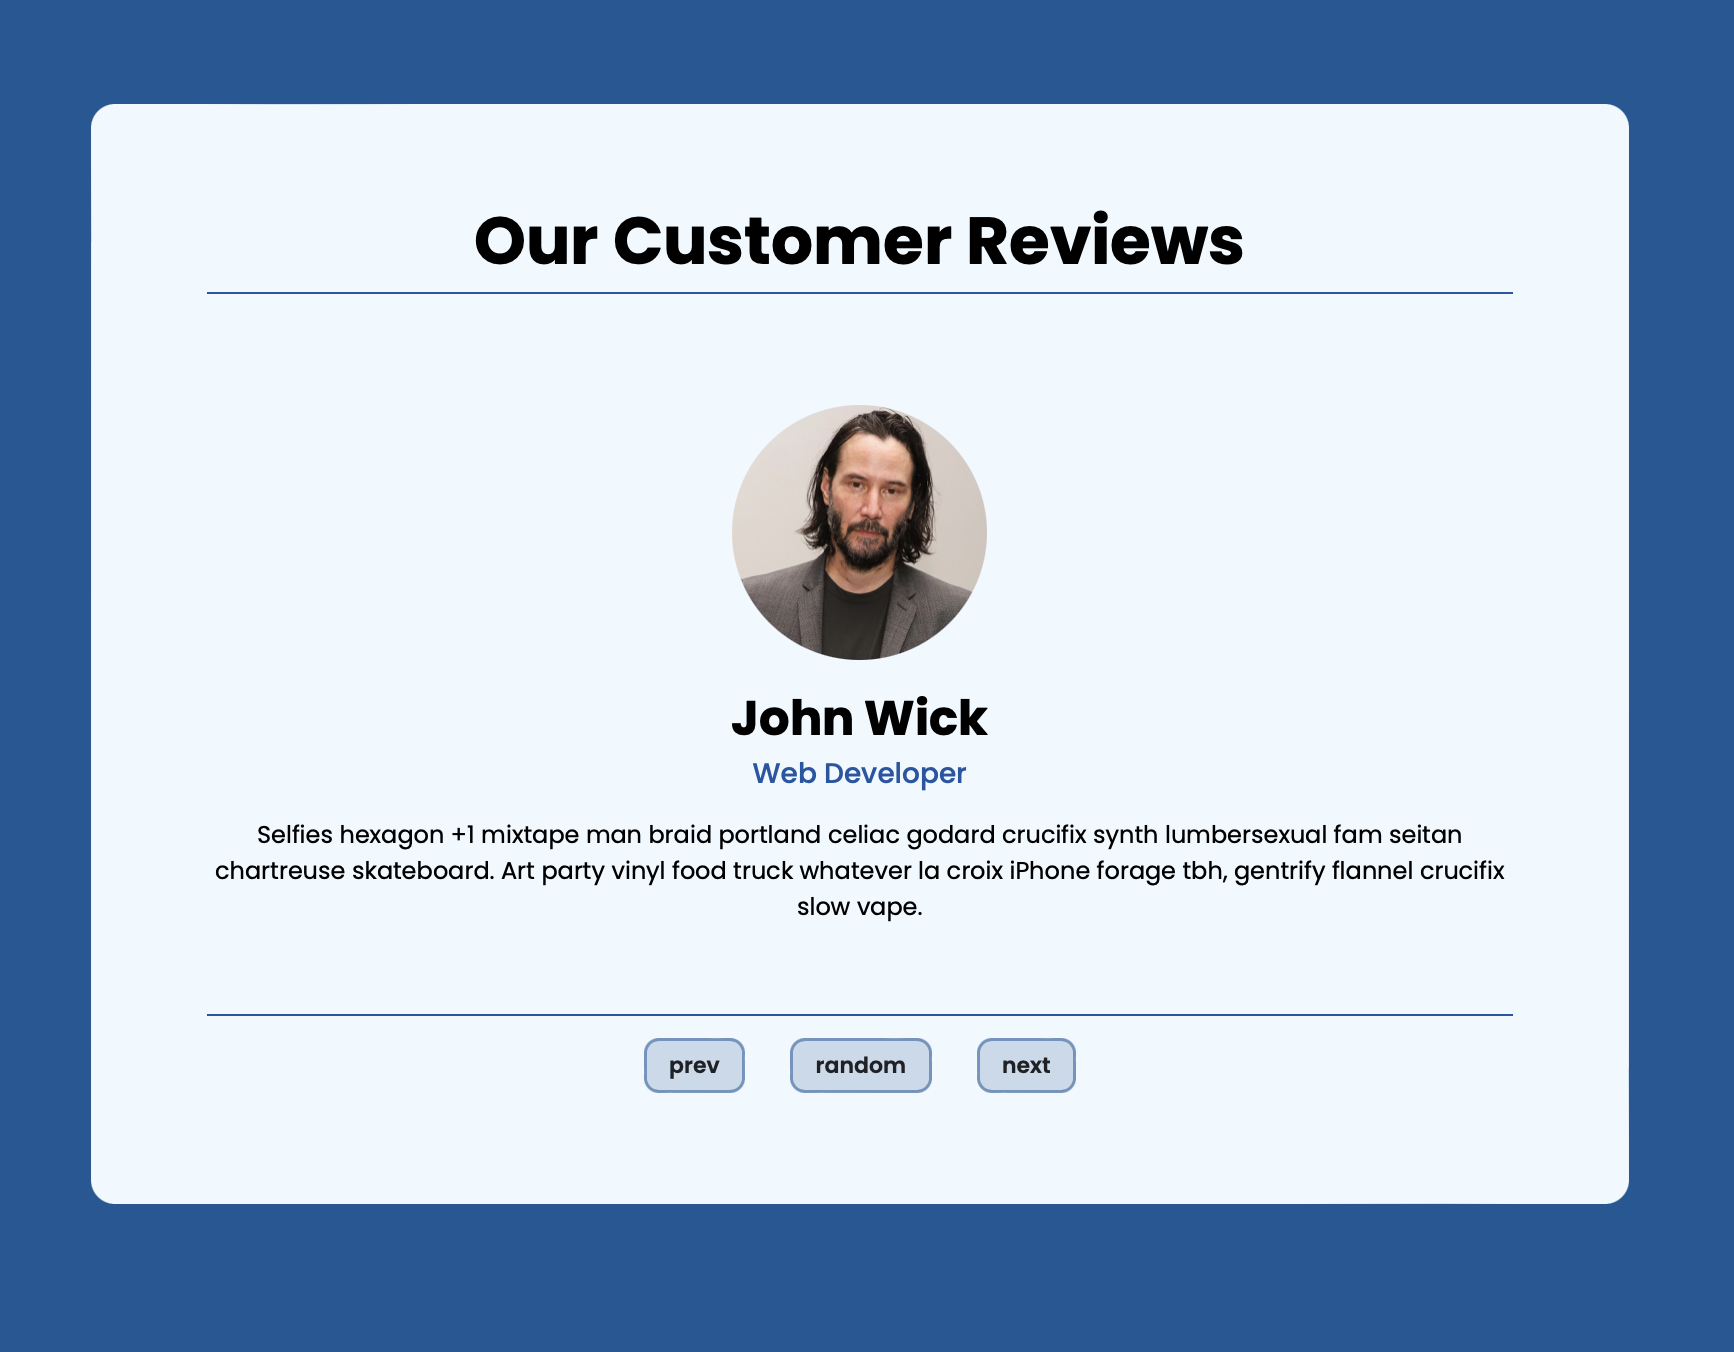 Our Customer Reviews
John Wick
Web Developer
Selfies hexagon +1 mixtape man braid portland celiac godard crucifix synth lumbersexual fam seitan
chartreuse skateboard. Art party vinyl food truck whatever la croix iPhone forage tbh, gentrify flannel crucifix
slow vape.
prev random next